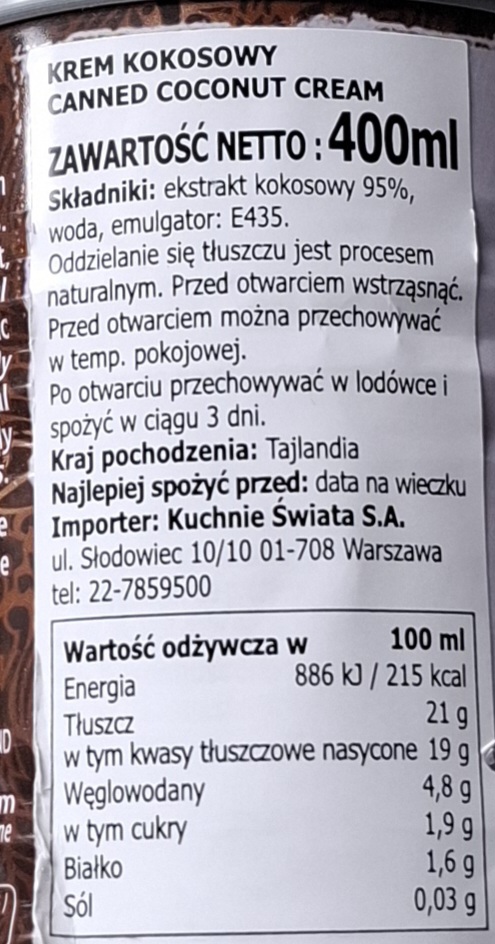 KREM KOKOSOWY
CANNED COCONUT CREAM
ZAWARTOŚĆ NETTO : 400ml
Składniki: ekstrakt kokosowy 95%,
woda, emulgator: E435.
Oddzielanie się tłuszczu jest procesem
naturalnym. Przed otwarciem wstrząsnąć.
Przed otwarciem można przechowywać
w temp. pokojowej.
Po otwarciu przechowywać w lodówce i
spożyć w ciągu 3 dni.
Kraj pochodzenia: Tajlandia
Najlepiej spożyć przed: data na wieczku
Importer: Kuchnie Świata S.A.
ul. Słodowiec 10/10 01-708 Warszawa
tel: 22-7859500
Wartość odżywcza w 100 ml
Energia 886 kJ / 215 kcal
Tłuszcz 21 g
w tym kwasy tłuszczowe nasycone 19 g
Węglowodany 4,8 g
w tym cukry 1,9 g
Białko 1,6 g
Sól 0,03 g